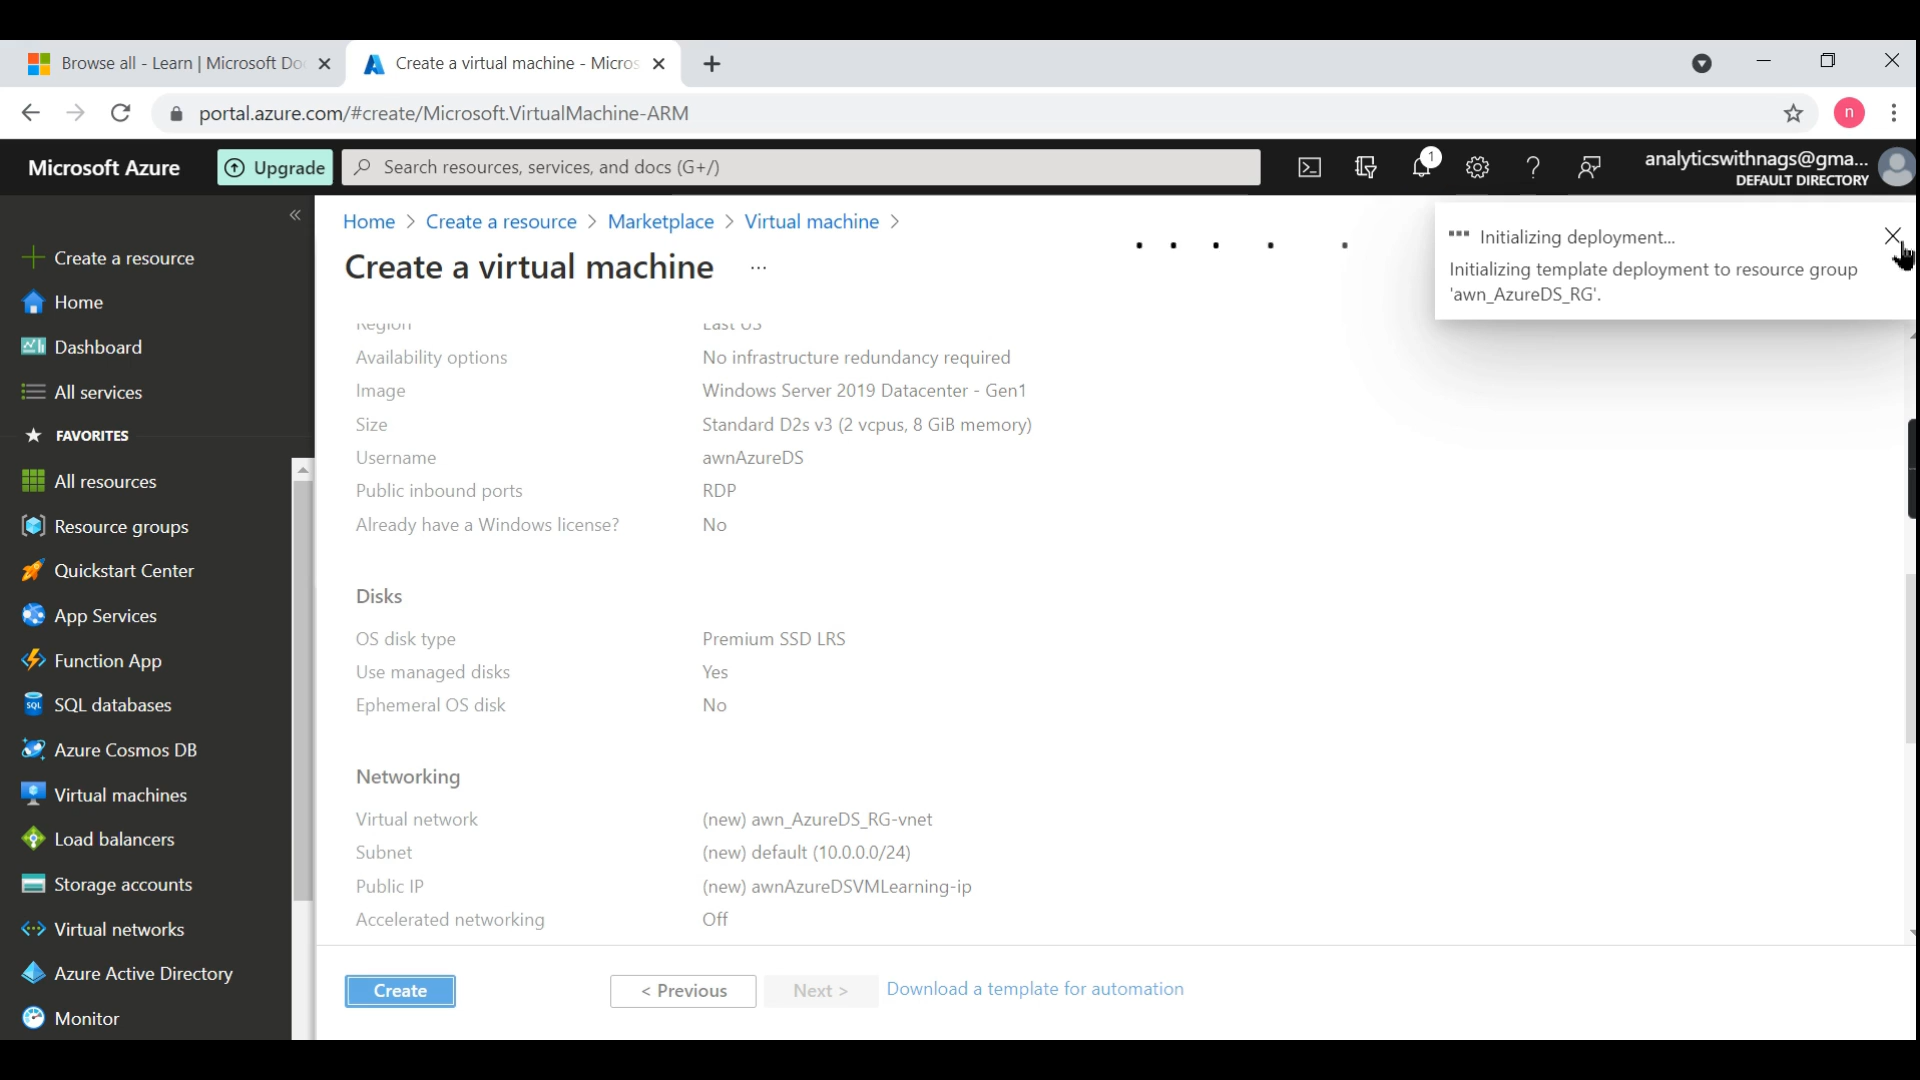 Browse all - Learn | Microsoft Do
Create a virtual machine - Micros
portal.azure.com/#create/Microsoft.VirtualMachine-ARM
n
Microsoft Azure
Upgrade
Search resources, services, and docs (G+/)
1
analyticswithnags@gma...
DEFAULT DIRECTORY
Create a resource
Home
Dashboard
All services
FAVORITES
All resources
Resource groups
Quickstart Center
App Services
Function App
SQL databases
Azure Cosmos DB
Virtual machines
Load balancers
Storage accounts
Virtual networks
Azure Active Directory
Monitor
Home > Create a resource > Marketplace > Virtual machine >
Create a virtual machine ...
Initializing deployment...
Initializing template deployment to resource group
'awn_AzureDS_RG'.
Region East US
Availability options No infrastructure redundancy required
Image Windows Server 2019 Datacenter - Gen1
Size Standard D2s v3 (2 vcpus, 8 GiB memory)
Username awnAzureDS
Public inbound ports RDP
Already have a Windows license? No
Disks
OS disk type Premium SSD LRS
Use managed disks Yes
Ephemeral OS disk No
Networking
Virtual network (new) awn_AzureDS_RG-vnet
Subnet (new) default (10.0.0.0/24)
Public IP (new) awnAzureDSVMLearning-ip
Accelerated networking Off
Create
< Previous
Next >
Download a template for automation